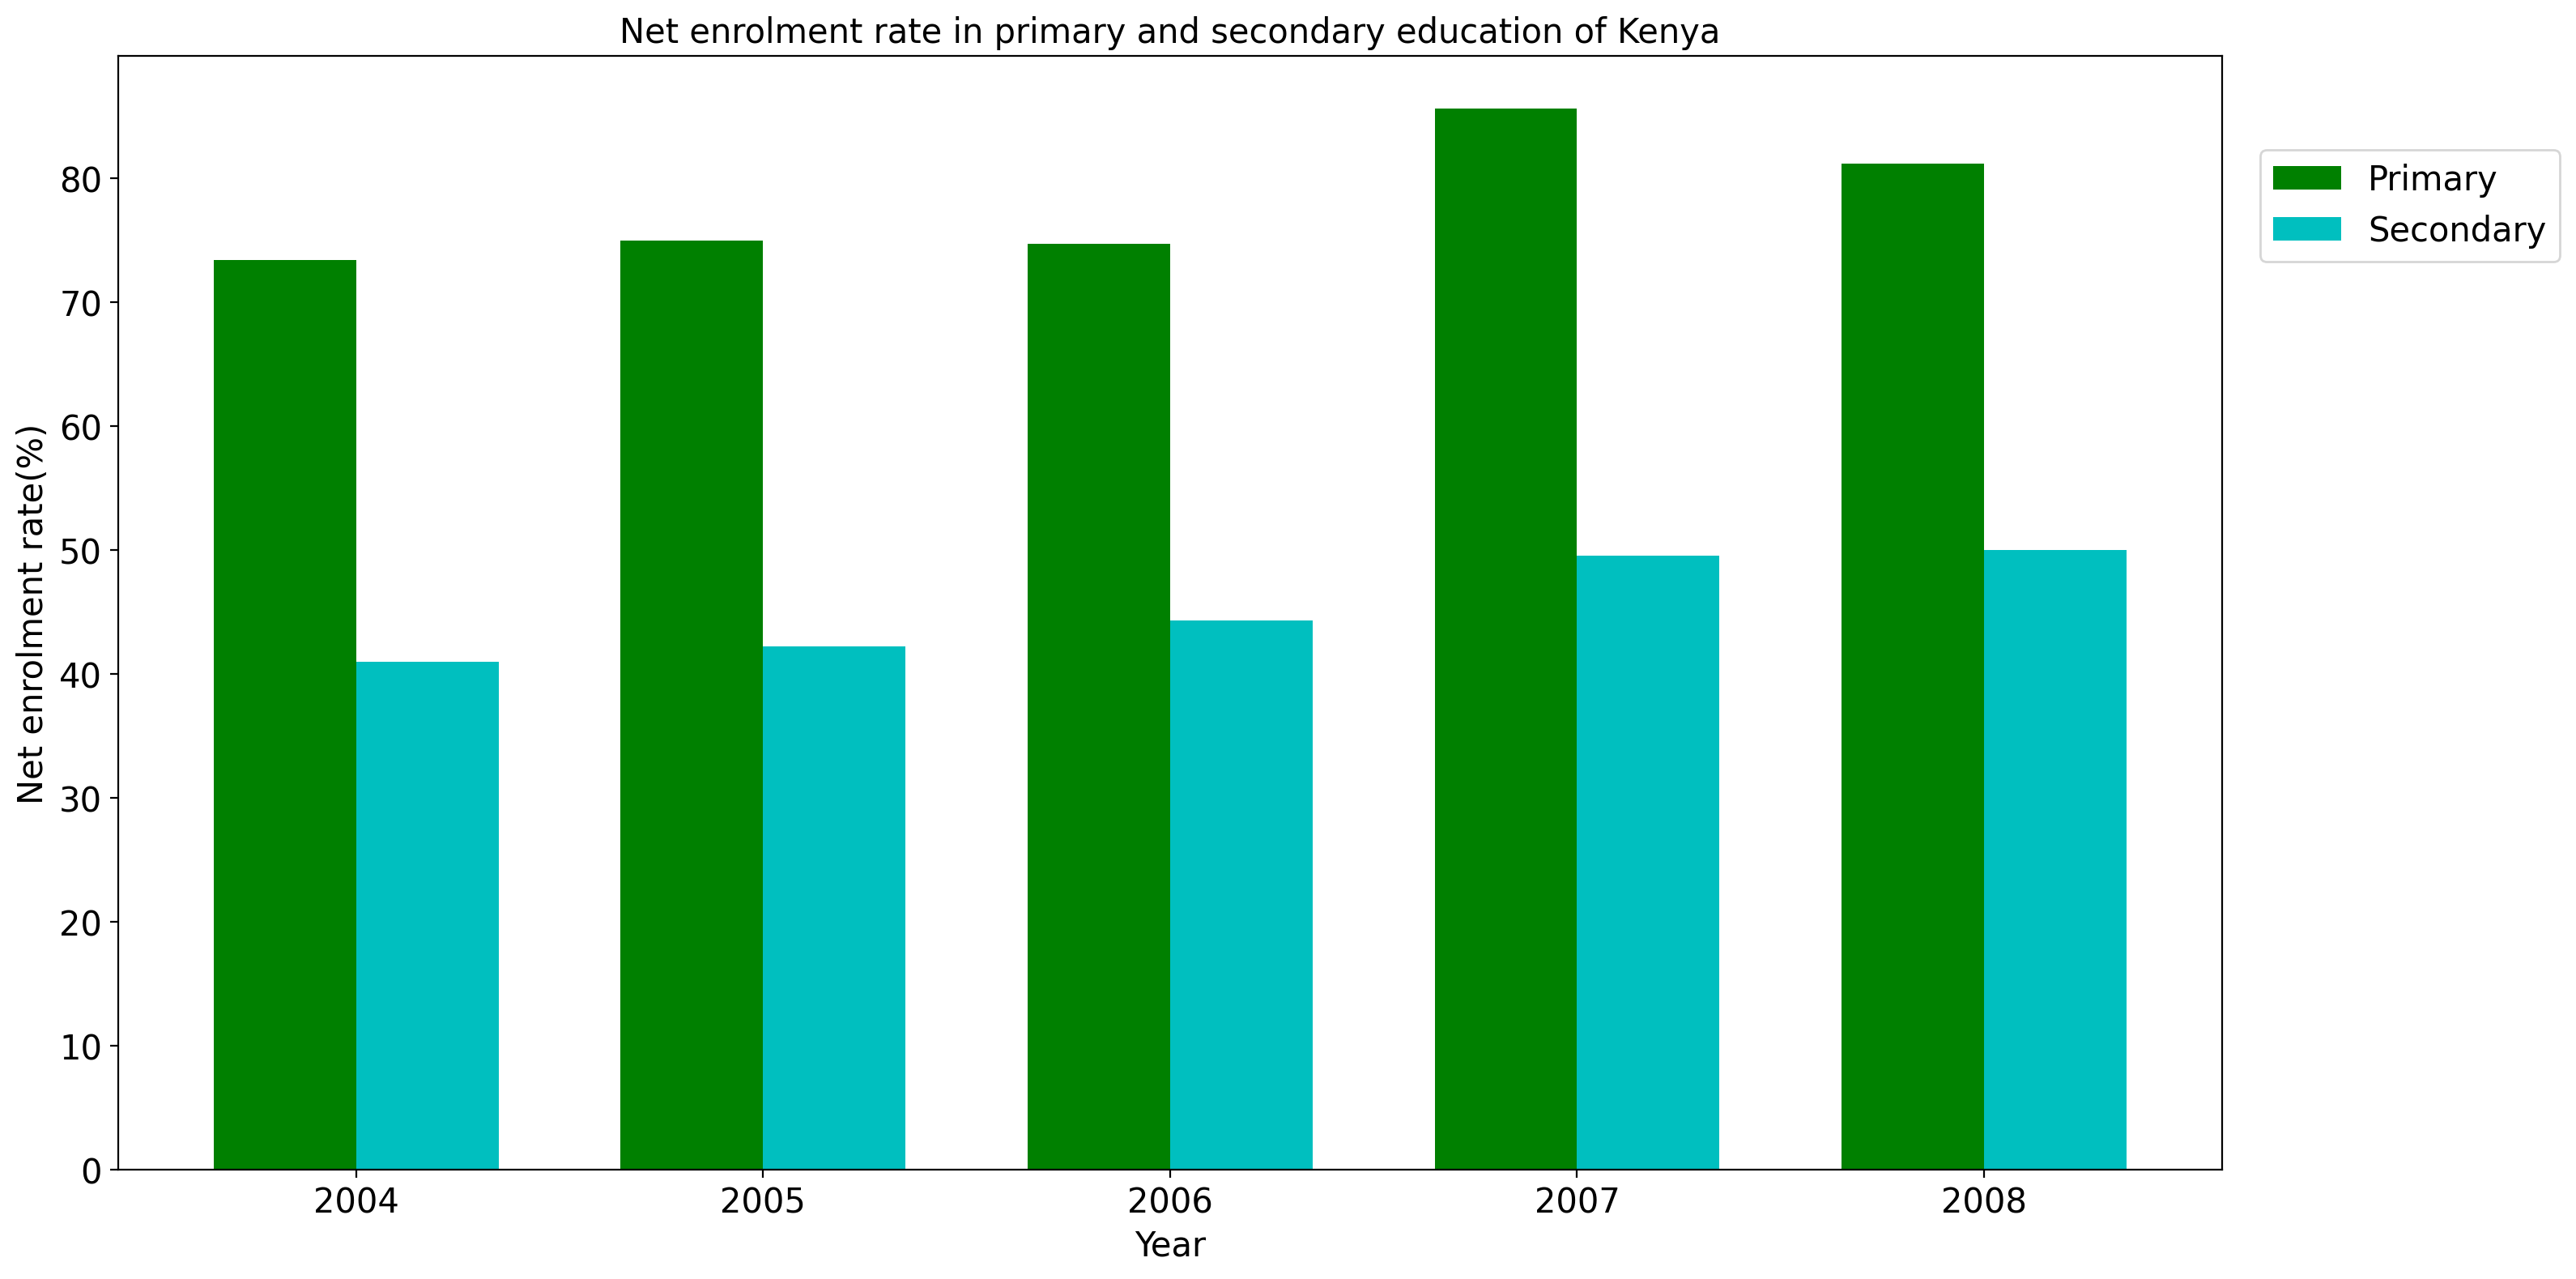 Net enrolment rate in primary and secondary education of Kenya
Net enrolment rate(%)
80
70
60
50
40
30
20
10
0
2004 2005 2006 2007 2008
Year
Primary
Secondary